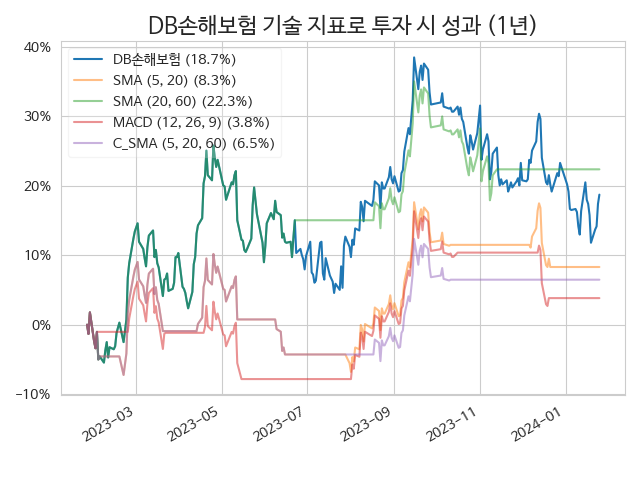 DB손해보험 기술 지표로 투자 시 성과 (1년)
40%
30%
20%
10%
0%
−10%
DB손해보험 (18.7%)
SMA (5, 20) (8.3%)
SMA (20, 60) (22.3%)
MACD (12, 26, 9) (3.8%)
C_SMA (5, 20, 60) (6.5%)
2023−03
2023−05
2023−07
2023−09
2023−11
2024−01